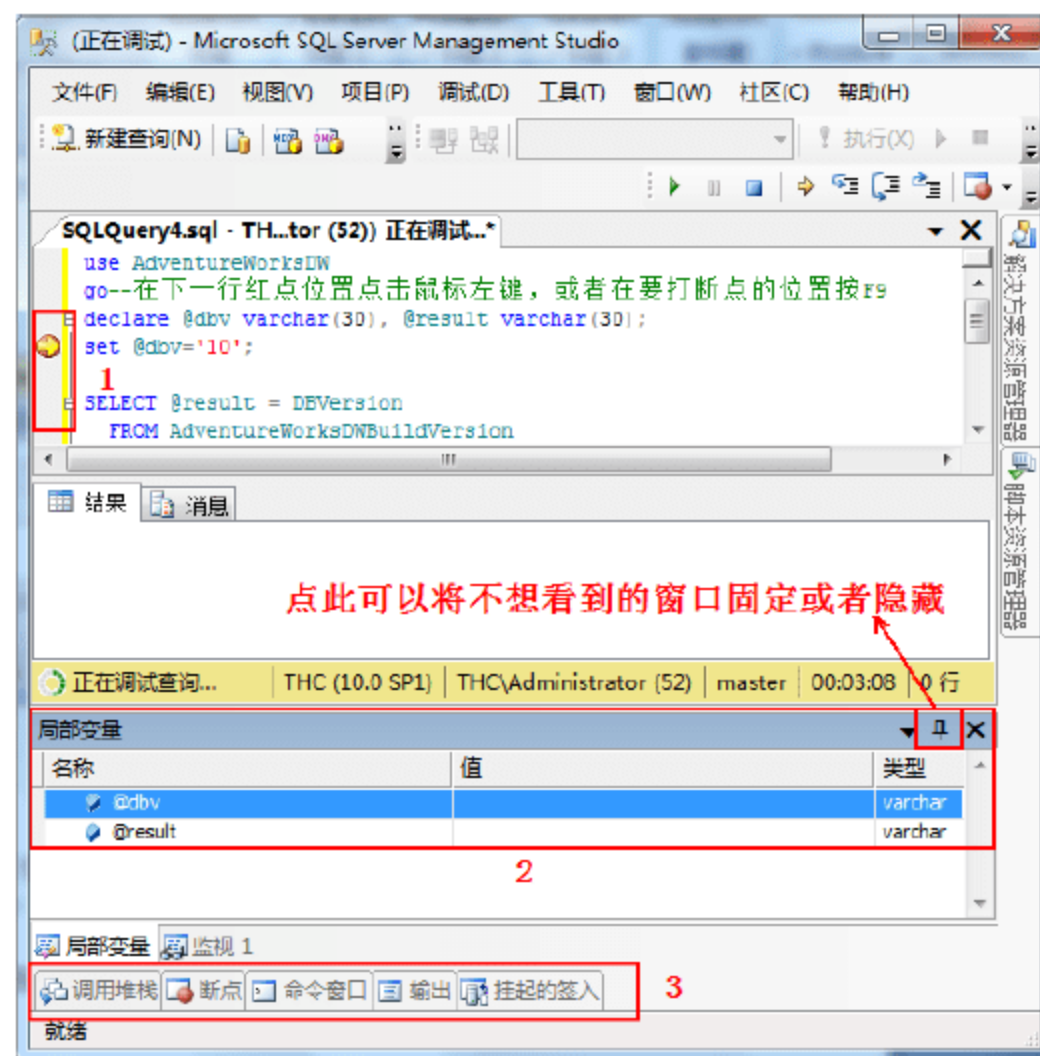 (正在调试) - Microsoft SQL Server Management Studio
文件(F) 编辑(E) 视图(V) 项目(P) 调试(D) 工具(T) 窗口(W) 社区(C) 帮助(H)
新建查询(N) 执行(X)
SQLQuery4.sql - TH...tor (52)) 正在调试...*
use AdventureWorksDW
go--在下一行红点位置点击鼠标左键，或者在要打断点的位置按F9
declare @dbv varchar(30), @result varchar(30);
set @dbv='10';
1
SELECT @result = DBVersion
FROM AdventureWorksDWBuildVersion
解决方案资源管理器
脚本资源管理器
结果 消息
点此可以将不想看到的窗口固定或者隐藏
正在调试查询... THC (10.0 SP1) THC\Administrator (52) master 00:03:08 0 行
局部变量
名称 值 类型
@dbv varchar
@result varchar
2
局部变量 监视 1
调用堆栈 断点 命令窗口 输出 挂起的签入 3
就绪